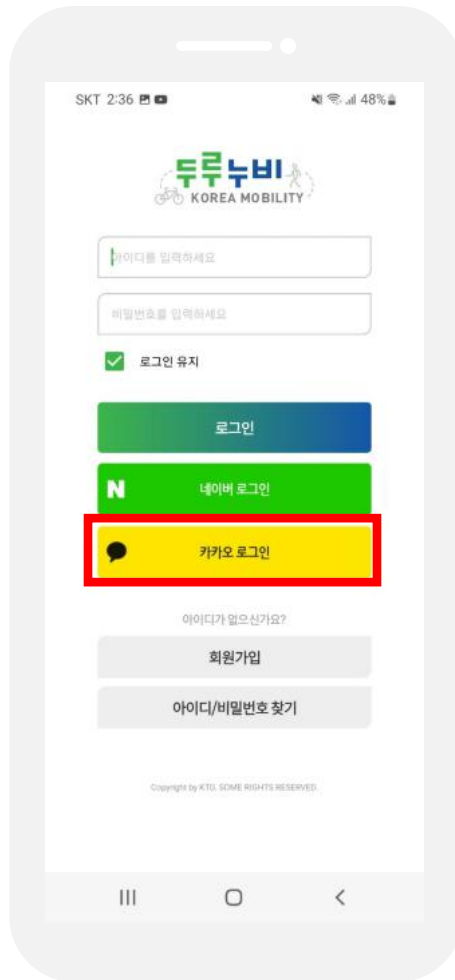 SKT 2:36 48%
두루누비
KOREA MOBILITY
아이디를 입력하세요
비밀번호를 입력하세요
로그인 유지
로그인
N 네이버 로그인
카카오 로그인
아이디가 없으신가요?
회원가입
아이디/비밀번호 찾기
Copyright by KTO. SOME RIGHTS RESERVED.